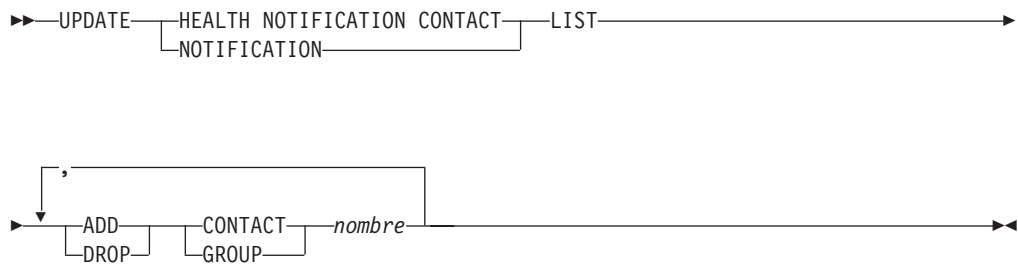 UPDATE HEALTH NOTIFICATION CONTACT LIST
NOTIFICATION
,
ADD CONTACT nombre
DROP GROUP